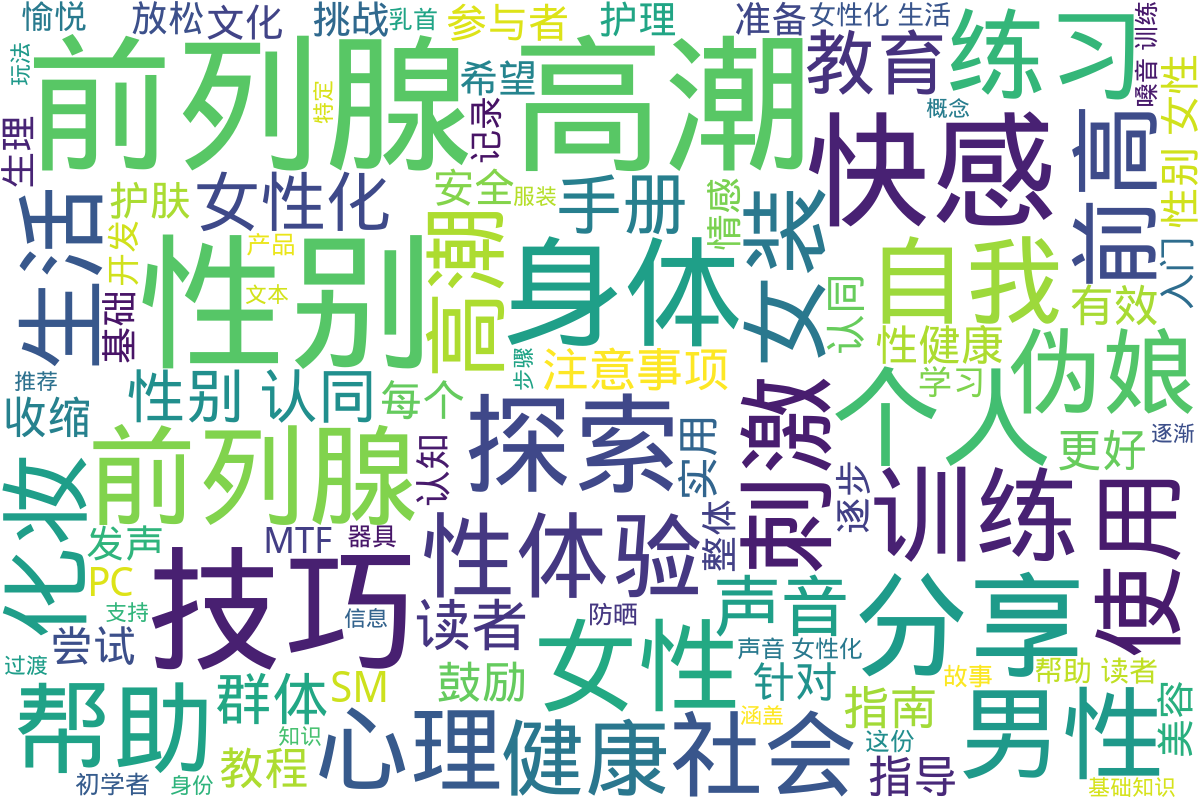 愉悦
放松
文化
挑战
乳首
参与者
护理
准备
女性化 生活
教育
练习
嗓音 训练
玩法
前列腺
高潮
希望
特定
记录
概念
性别 女性
生理
快感
前高
护肤
女性化
安全
服装
手册
情感
女装
生活
开发
产品
文本
性别
高潮
身体
自我
入门
基础
认同
有效
推荐
性别 认同
每个
步骤
注意事项
性健康
学习
伪娘
收缩
前列腺
认知
探索
实用
刺激
个人
更好
逐渐
化妆
发声
MTF
器具
性体验
整体
逐步
训练
使用
PC
支持
技巧
信息
读者
防晒
声音
分享
尝试
过渡
帮助
群体
SM
鼓励
女性
声音 女性化
针对
故事
帮助 读者
男性
美容
知识
教程
心理健康
社会
涵盖
指南
这份
指导
初学者
身份
基础知识